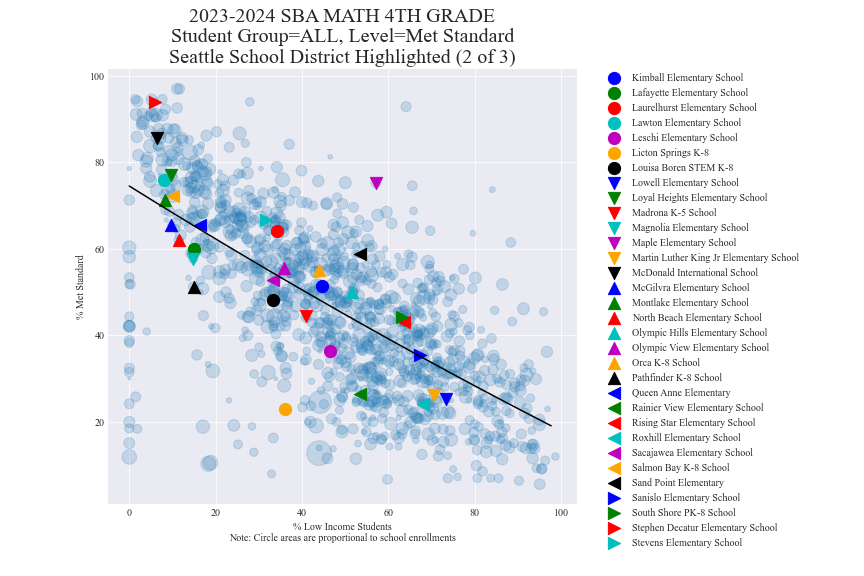 2023-2024 SBA MATH 4TH GRADE
Student Group=ALL, Level=Met Standard
Seattle School District Highlighted (2 of 3)
100
80
60
40
20
% Met Standard
0
20
40
60
80
100
% Low Income Students
Note: Circle areas are proportional to school enrollments
Kimball Elementary School
Lafayette Elementary School
Laurelhurst Elementary School
Lawton Elementary School
Leschi Elementary School
Licton Springs K-8
Louisa Boren STEM K-8
Lowell Elementary School
Loyal Heights Elementary School
Madrona K-5 School
Magnolia Elementary School
Maple Elementary School
Martin Luther King Jr Elementary School
McDonald International School
McGilvra Elementary School
Montlake Elementary School
North Beach Elementary School
Olympic Hills Elementary School
Olympic View Elementary School
Orca K-8 School
Pathfinder K-8 School
Queen Anne Elementary
Rainier View Elementary School
Rising Star Elementary School
Roxhill Elementary School
Sacajawea Elementary School
Salmon Bay K-8 School
Sand Point Elementary
Sanislo Elementary School
South Shore PK-8 School
Stephen Decatur Elementary School
Stevens Elementary School